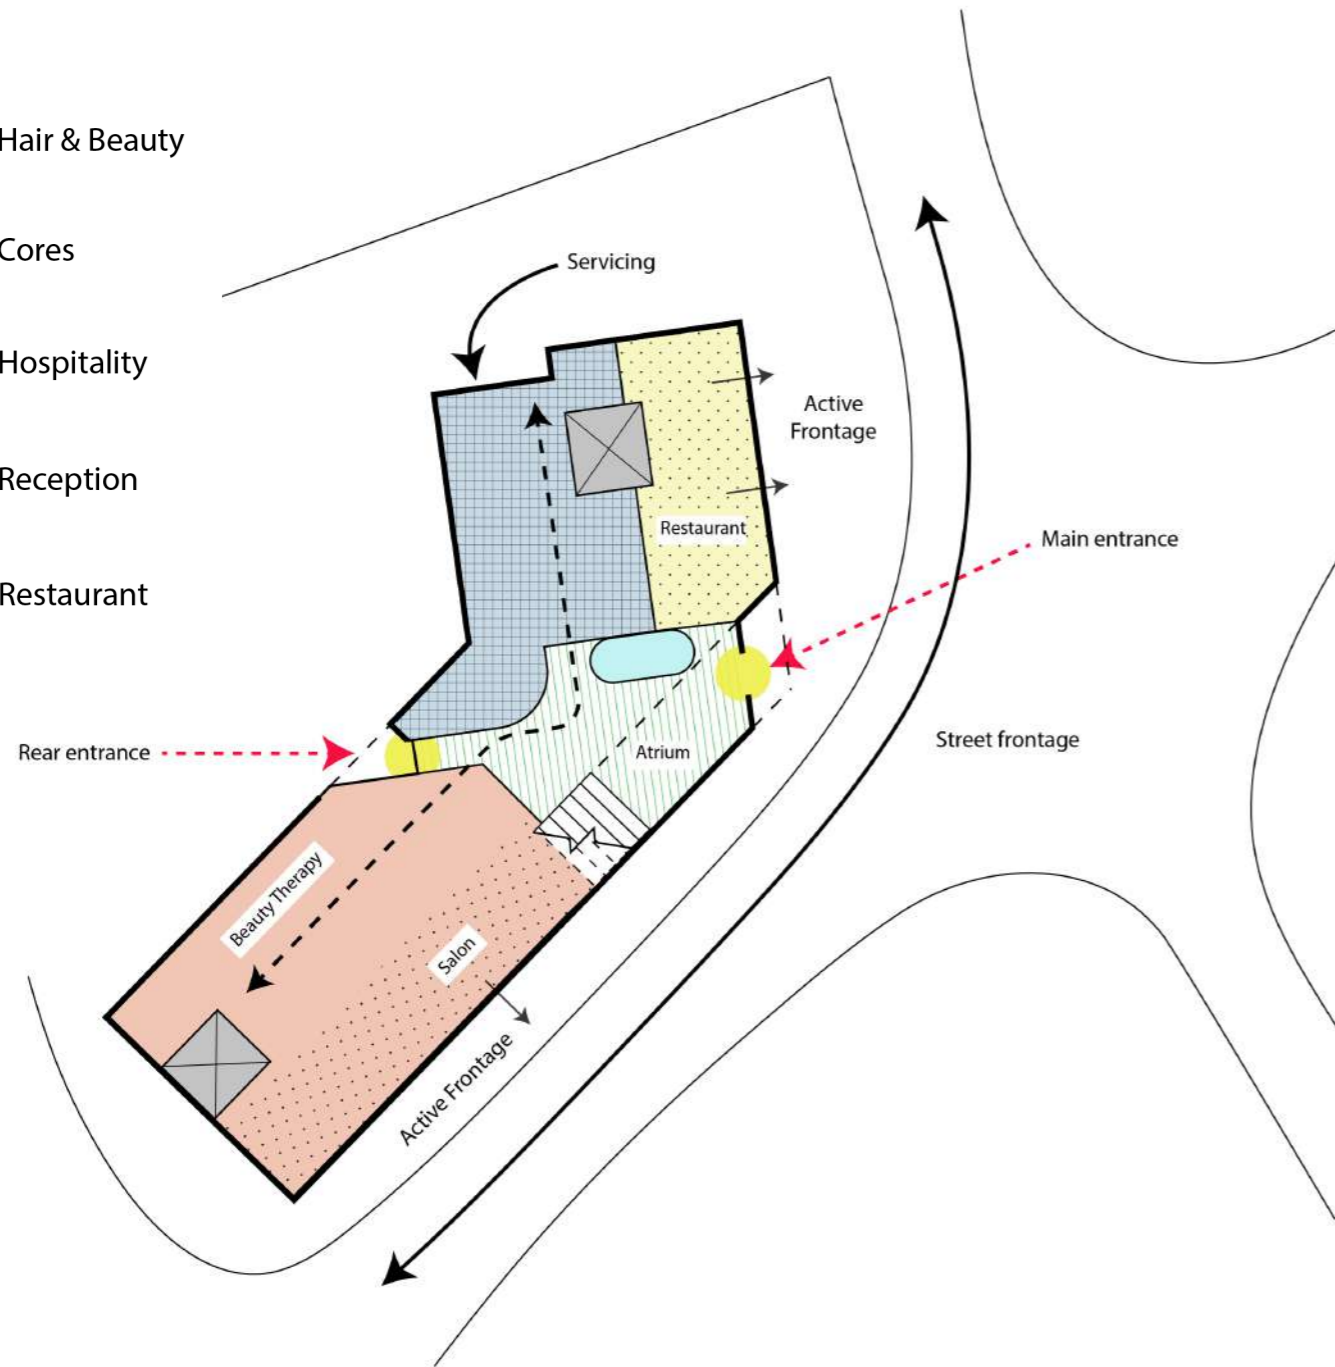 Hair & Beauty
Cores
Hospitality
Reception
Restaurant
Servicing
Active
Frontage
Restaurant
Main entrance
Rear entrance
Atrium
Street frontage
Beauty Therapy
Salon
Active Frontage